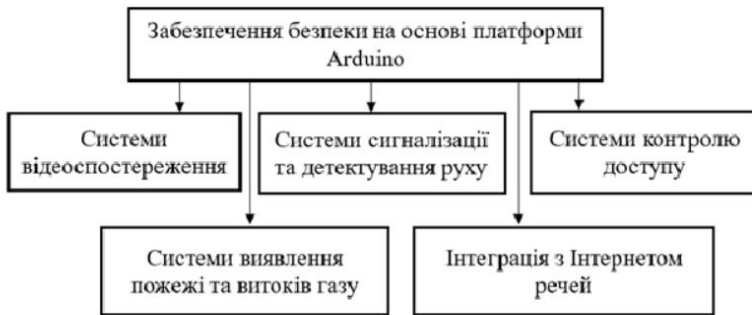 Забезпечення безпеки на основі платформи
Arduino
Системи
відеоспостереження
Системи сигналізації
та детектування руху
Системи контролю
доступу
Системи виявлення
пожежі та витоків газу
Інтеграція з Інтернетом
речей